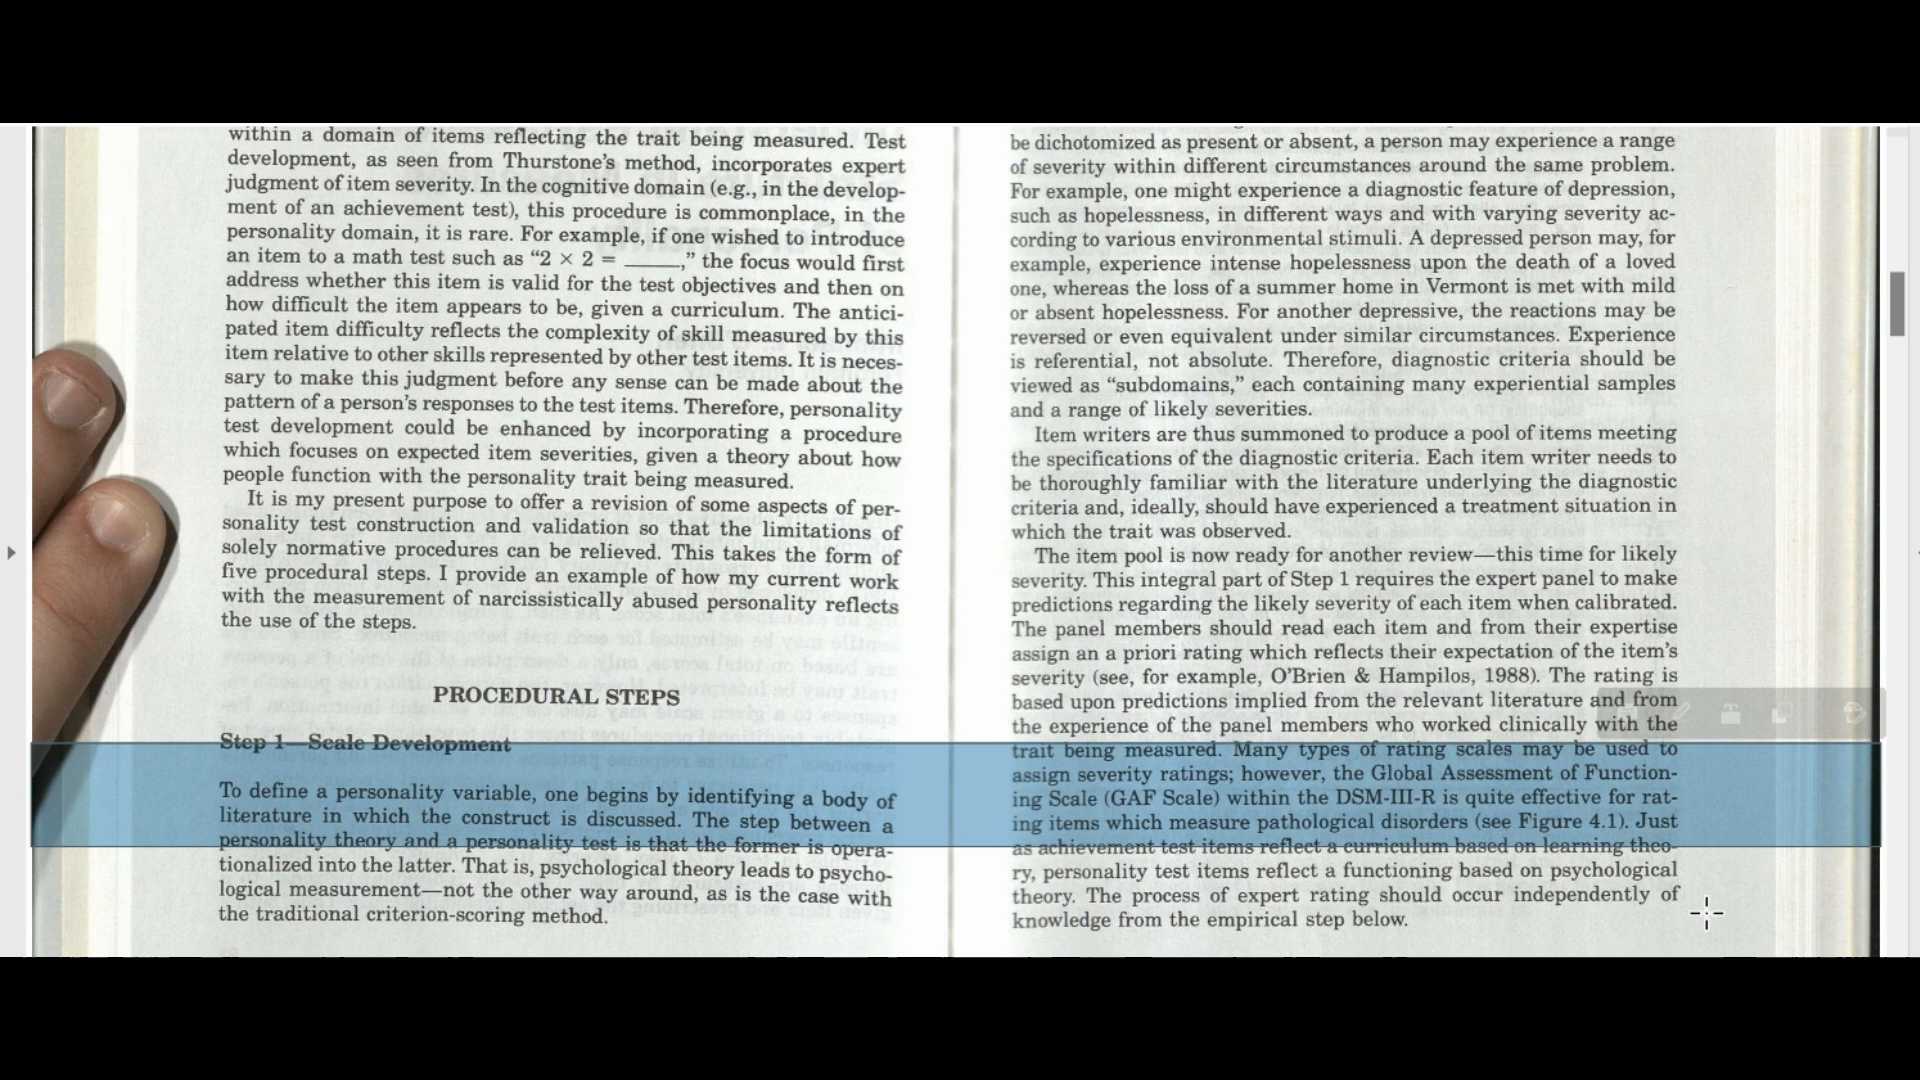 within a domain of items reflecting the trait being measured. Test
development, as seen from Thurstone's method, incorporates expert
judgment of item severity. In the cognitive domain (e.g., in the develop-
ment of an achievement test), this procedure is commonplace, in the
personality domain, it is rare. For example, if one wished to introduce
an item to a math test such as “2 × 2 = _____,” the focus would first
address whether this item is valid for the test objectives and then on
how difficult the item appears to be, given a curriculum. The antici-
pated item difficulty reflects the complexity of skill measured by this
item relative to other skills represented by other test items. It is neces-
sary to make this judgment before any sense can be made about the
pattern of a person's responses to the test items. Therefore, personality
test development could be enhanced by incorporating a procedure
which focuses on expected item severities, given a theory about how
people function with the personality trait being measured.
It is my present purpose to offer a revision of some aspects of per-
sonality test construction and validation so that the limitations of
solely normative procedures can be relieved. This takes the form of
five procedural steps. I provide an example of how my current work
with the measurement of narcissistically abused personality reflects
the use of the steps.
PROCEDURAL STEPS
Step 1—Scale Development
To define a personality variable, one begins by identifying a body of
literature in which the construct is discussed. The step between a
personality theory and a personality test is that the former is opera-
tionalized into the latter. That is, psychological theory leads to psycho-
logical measurement—not the other way around, as is the case with
the traditional criterion-scoring method.
be dichotomized as present or absent, a person may experience a range
of severity within different circumstances around the same problem.
For example, one might experience a diagnostic feature of depression,
such as hopelessness, in different ways and with varying severity ac-
cording to various environmental stimuli. A depressed person may, for
example, experience intense hopelessness upon the death of a loved
one, whereas the loss of a summer home in Vermont is met with mild
or absent hopelessness. For another depressive, the reactions may be
reversed or even equivalent under similar circumstances. Experience
is referential, not absolute. Therefore, diagnostic criteria should be
viewed as “subdomains,” each containing many experiential samples
and a range of likely severities.
Item writers are thus summoned to produce a pool of items meeting
the specifications of the diagnostic criteria. Each item writer needs to
be thoroughly familiar with the literature underlying the diagnostic
criteria and, ideally, should have experienced a treatment situation in
which the trait was observed.
The item pool is now ready for another review—this time for likely
severity. This integral part of Step 1 requires the expert panel to make
predictions regarding the likely severity of each item when calibrated.
The panel members should read each item and from their expertise
assign an a priori rating which reflects their expectation of the item's
severity (see, for example, O'Brien & Hampilos, 1988). The rating is
based upon predictions implied from the relevant literature and from
the experience of the panel members who worked clinically with the
trait being measured. Many types of rating scales may be used to
assign severity ratings; however, the Global Assessment of Function-
ing Scale (GAF Scale) within the DSM-III-R is quite effective for rat-
ing items which measure pathological disorders (see Figure 4.1). Just
as achievement test items reflect a curriculum based on learning theo-
ry, personality test items reflect a functioning based on psychological
theory. The process of expert rating should occur independently of
knowledge from the empirical step below.